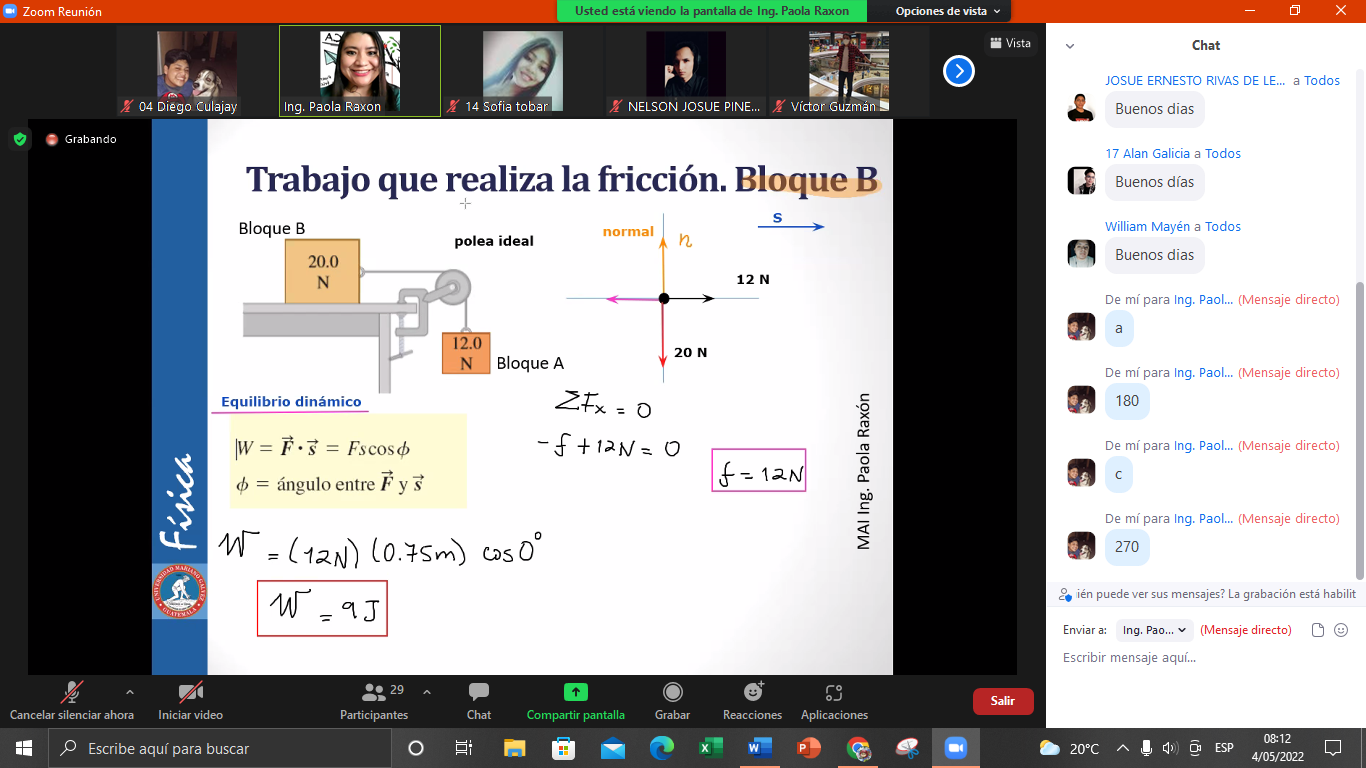 Zoom Reunión
Usted está viendo la pantalla de Ing. Paola Raxon
Opciones de vista
04 Diego Culajay
Ing. Paola Raxon
14 Sofia tobar
NELSON JOSUE PINE...
Víctor Guzmán
Vista
Grabando
Trabajo que realiza la fricción. Bloque B
Bloque B
20.0
N
polea ideal
12.0
N
Bloque A
normal
n
S
12 N
20 N
Equilibrio dinámico
W = F⃗ · s⃗ = Fs cos ϕ
ϕ = ángulo entre F⃗ y s⃗
ΣFx = 0
-f + 12N = 0
f = 12N
W = (12N) (0.75m) cos 0°
W = 9J
Física
UNIVERSIDAD MARIANO GALVEZ
GUATEMALA
MAI Ing. Paola Raxón
Chat
JOSUE ERNESTO RIVAS DE LE... a Todos
Buenos dias
17 Alan Galicia a Todos
Buenos días
William Mayén a Todos
Buenos dias
De mí para Ing. Paol... (Mensaje directo)
a
De mí para Ing. Paol... (Mensaje directo)
180
De mí para Ing. Paol... (Mensaje directo)
c
De mí para Ing. Paol... (Mensaje directo)
270
ién puede ver sus mensajes? La grabación está habilit
Enviar a: Ing. Pao... (Mensaje directo)
Escribir mensaje aquí...
Cancelar silenciar ahora
Iniciar video
Participantes
29
Chat
Compartir pantalla
Grabar
Reacciones
Aplicaciones
Salir
Escribe aquí para buscar
20°C
ESP
08:12
4/05/2022